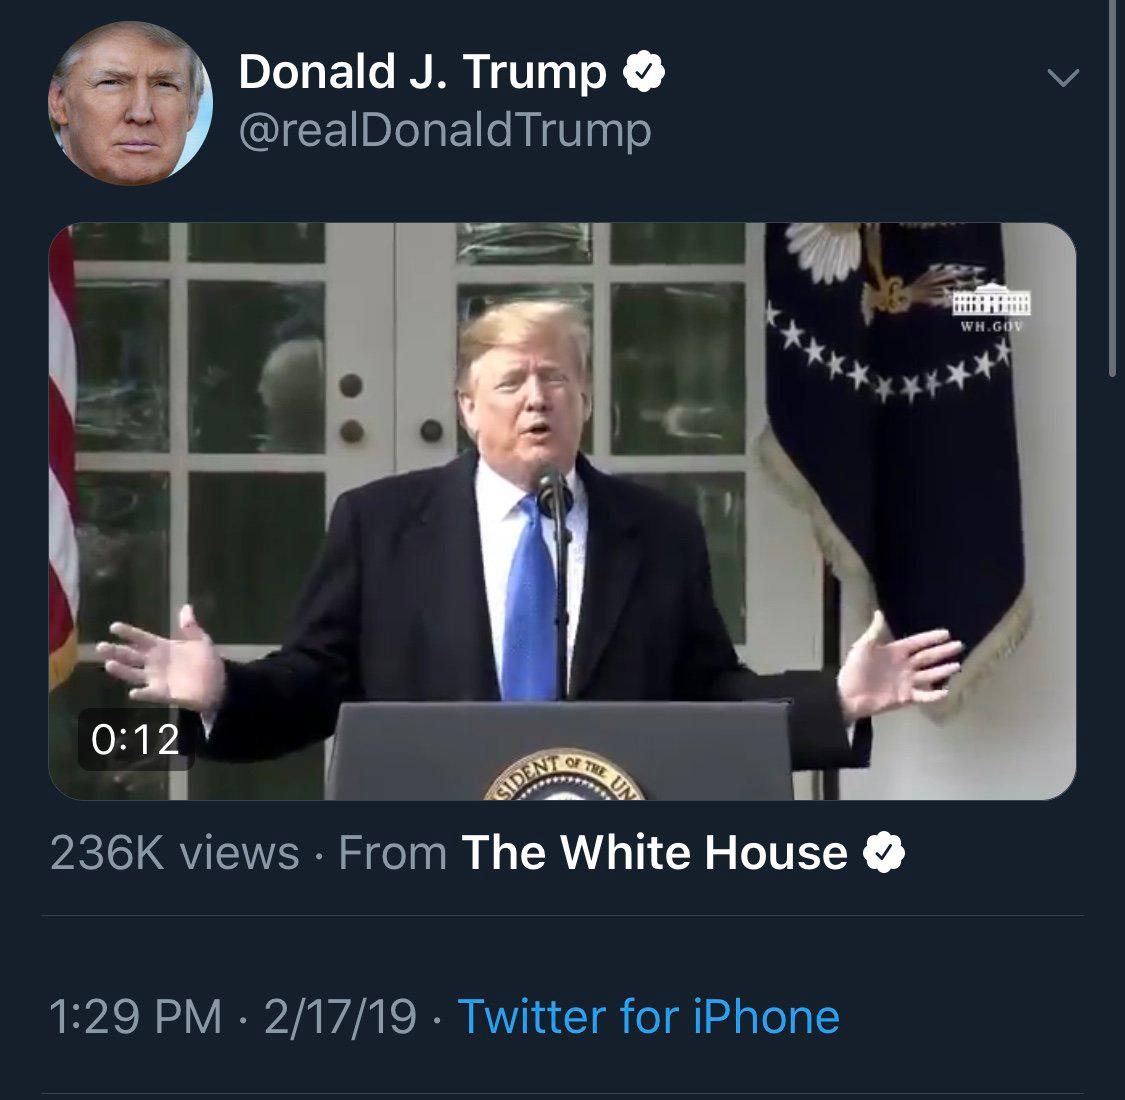 Donald J. Trump
@realDonaldTrump
WH.GOV
0:12
SIDENT OF THE UN
236K views · From The White House
1:29 PM · 2/17/19 · Twitter for iPhone